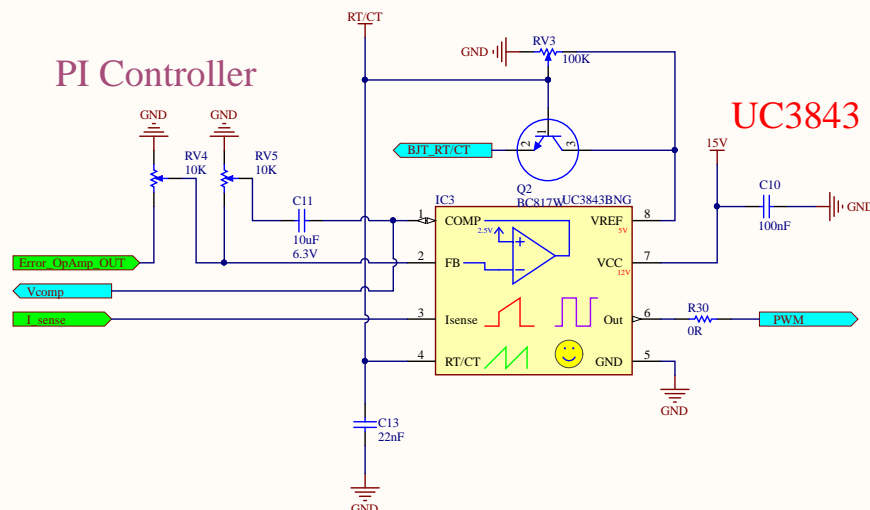 RT/CT
PI Controller
GND
RV3
100K
UC3843
GND
GND
RV4
10K
RV5
10K
1
2
3
BJT_RT/CT
15V
Q2
BC817W
C11
10uF
6.3V
IC3
UC3843BNG
C10
100nF
GND
1
COMP
2.5V
VREF
5V
8
Error_OpAmp_OUT
2
FB
VCC
12V
7
Vcomp
I_sense
3
Isense
Out
6
R30
0R
PWM
4
RT/CT
GND
5
GND
C13
22nF
GND